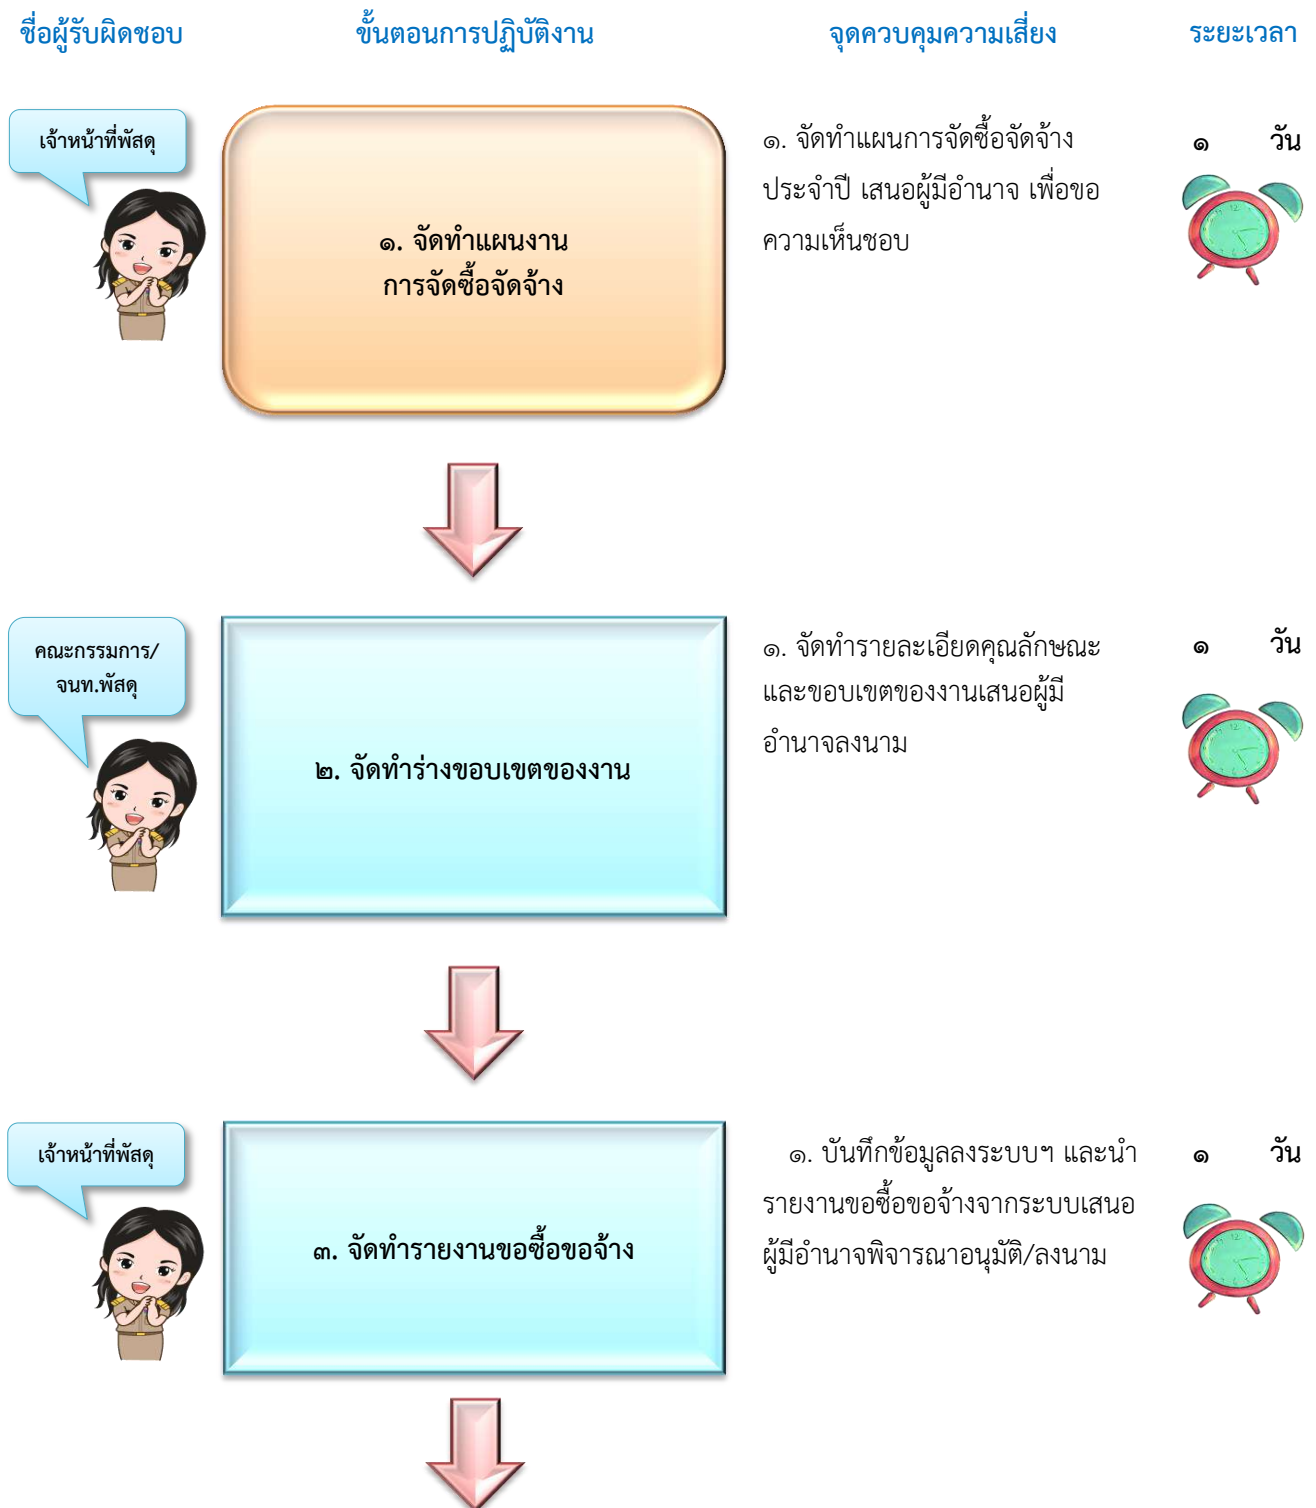 ชื่อผู้รับผิดชอบ ขั้นตอนการปฏิบัติงาน จุดควบคุมความเสี่ยง ระยะเวลา
เจ้าหน้าที่พัสดุ
๑. จัดทำแผนงาน
การจัดซื้อจัดจ้าง
๑. จัดทำแผนการจัดซื้อจัดจ้าง
ประจำปี เสนอผู้มีอำนาจ เพื่อขอ
ความเห็นชอบ
๑ วัน
คณะกรรมการ/
จนท.พัสดุ
๒. จัดทำร่างขอบเขตของงาน
๑. จัดทำรายละเอียดคุณลักษณะ
และขอบเขตของงานเสนอผู้มี
อำนาจลงนาม
๑ วัน
เจ้าหน้าที่พัสดุ
๓. จัดทำรายงานขอซื้อขอจ้าง
๑. บันทึกข้อมูลลงระบบฯ และนำ
รายงานขอซื้อขอจ้างจากระบบเสนอ
ผู้มีอำนาจพิจารณาอนุมัติ/ลงนาม
๑ วัน